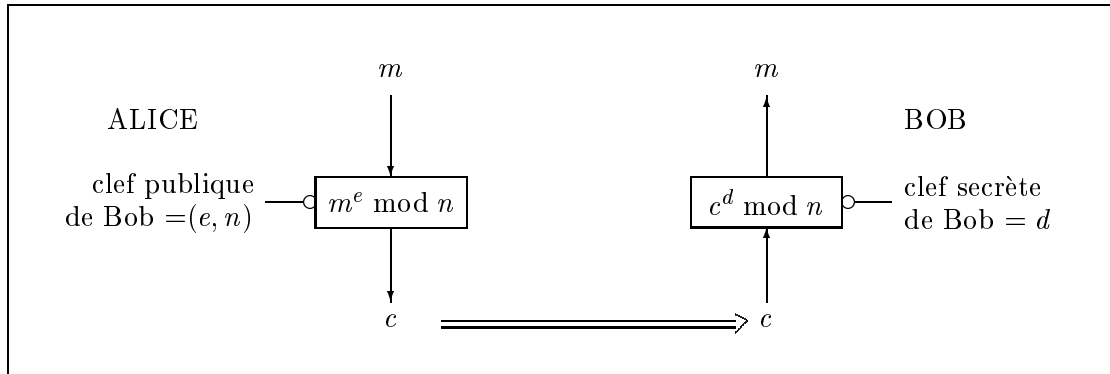 m
m
ALICE
BOB
clef publique
de Bob =(e, n)
m^e mod n
c^d mod n
clef secrète
de Bob = d
c
c